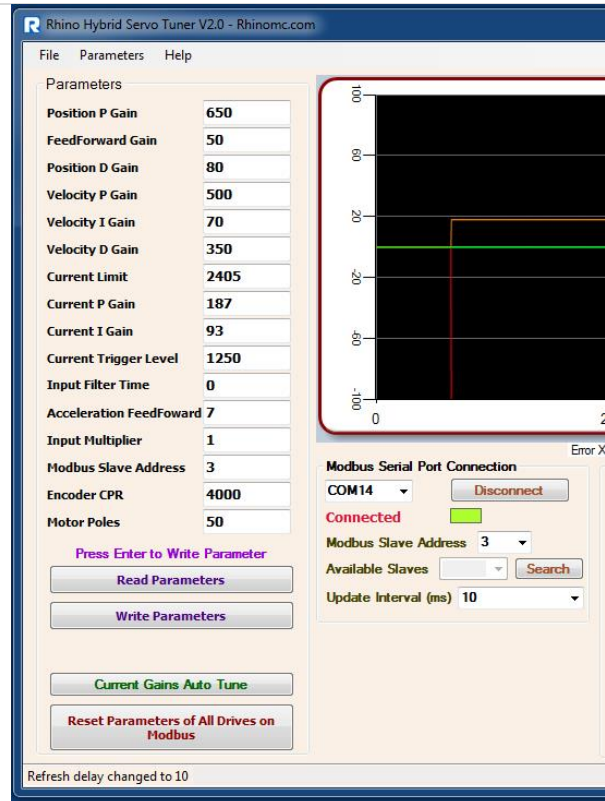 Rhino Hybrid Servo Tuner V2.0 - Rhinomc.com
File Parameters Help
Parameters
Position P Gain 650
FeedForward Gain 50
Position D Gain 80
Velocity P Gain 500
Velocity I Gain 70
Velocity D Gain 350
Current Limit 2405
Current P Gain 187
Current I Gain 93
Current Trigger Level 1250
Input Filter Time 0
Acceleration FeedFoward 7
Input Multiplier 1
Modbus Slave Address 3
Encoder CPR 4000
Motor Poles 50
Press Enter to Write Parameter
Read Parameters
Write Parameters
Current Gains Auto Tune
Reset Parameters of All Drives on
Modbus
100
60
20
-20
-60
-100
0 2
Error X
Modbus Serial Port Connection
COM14 Disconnect
Connected
Modbus Slave Address 3
Available Slaves Search
Update Interval (ms) 10
Refresh delay changed to 10